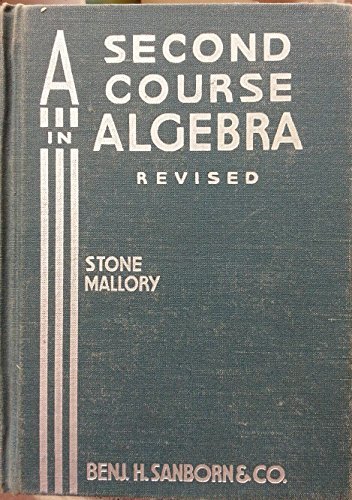 A SECOND
COURSE
IN ALGEBRA
REVISED
STONE
MALLORY
BENJ. H. SANBORN & CO.